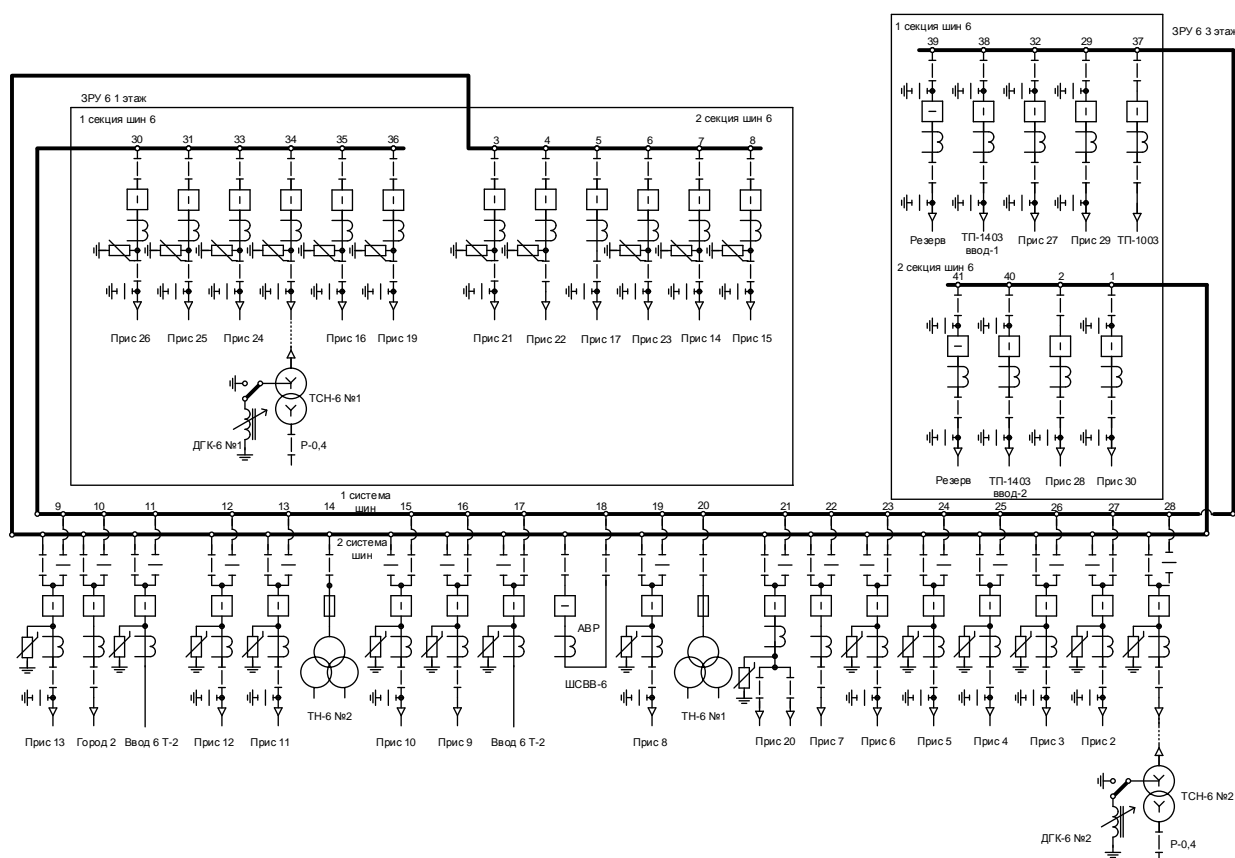 1 секция шин 6
ЗРУ 6 3 этаж
39 38 32 29 37
Резерв ТП-1403 ввод-1 Прис 27 Прис 29 ТП-1003
2 секция шин 6
41 40 2 1
Резерв ТП-1403 ввод-2 Прис 28 Прис 30
ЗРУ 6 1 этаж
1 секция шин 6
2 секция шин 6
30 31 33 34 35 36
3 4 5 6 7 8
Прис 26 Прис 25 Прис 24 Прис 16 Прис 19
Прис 21 Прис 22 Прис 17 Прис 23 Прис 14 Прис 15
ТСН-6 №1
ДГК-6 №1
Р-0,4
1 система
шин
9 10 11 12 13 14 15 16 17 18 19 20 21 22 23 24 25 26 27 28
2 система
шин
АВР
ШСВВ-6
ТН-6 №2
ТН-6 №1
Прис 13 Город 2 Ввод 6 Т-2 Прис 12 Прис 11 Прис 10 Прис 9 Ввод 6 Т-2 Прис 8 Прис 20 Прис 7 Прис 6 Прис 5 Прис 4 Прис 3 Прис 2
ТСН-6 №2
ДГК-6 №2
Р-0,4